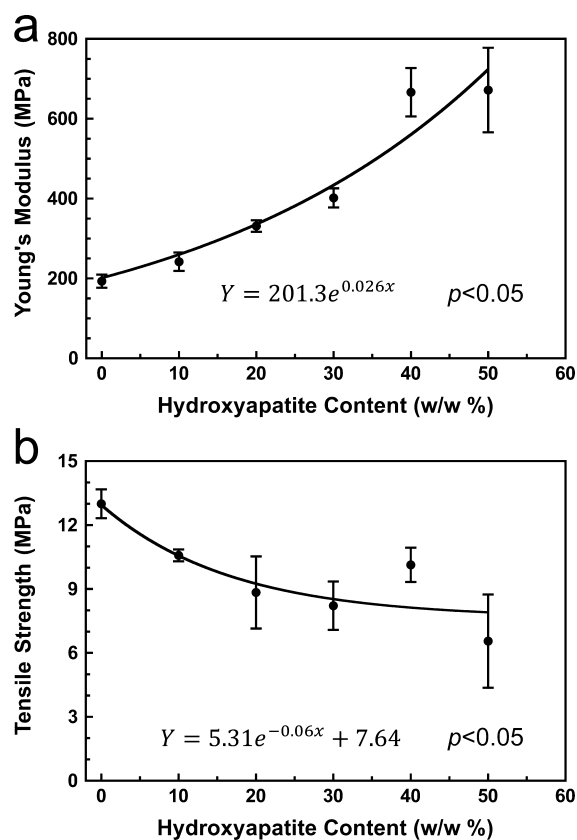 a
800
600
400
200
0
Young's Modulus (MPa)
Y = 201.3e^{0.026x} p<0.05
0 10 20 30 40 50 60
Hydroxyapatite Content (w/w %)
b
15
12
9
6
3
0
Tensile Strength (MPa)
Y = 5.31e^{−0.06x} + 7.64 p<0.05
0 10 20 30 40 50 60
Hydroxyapatite Content (w/w %)